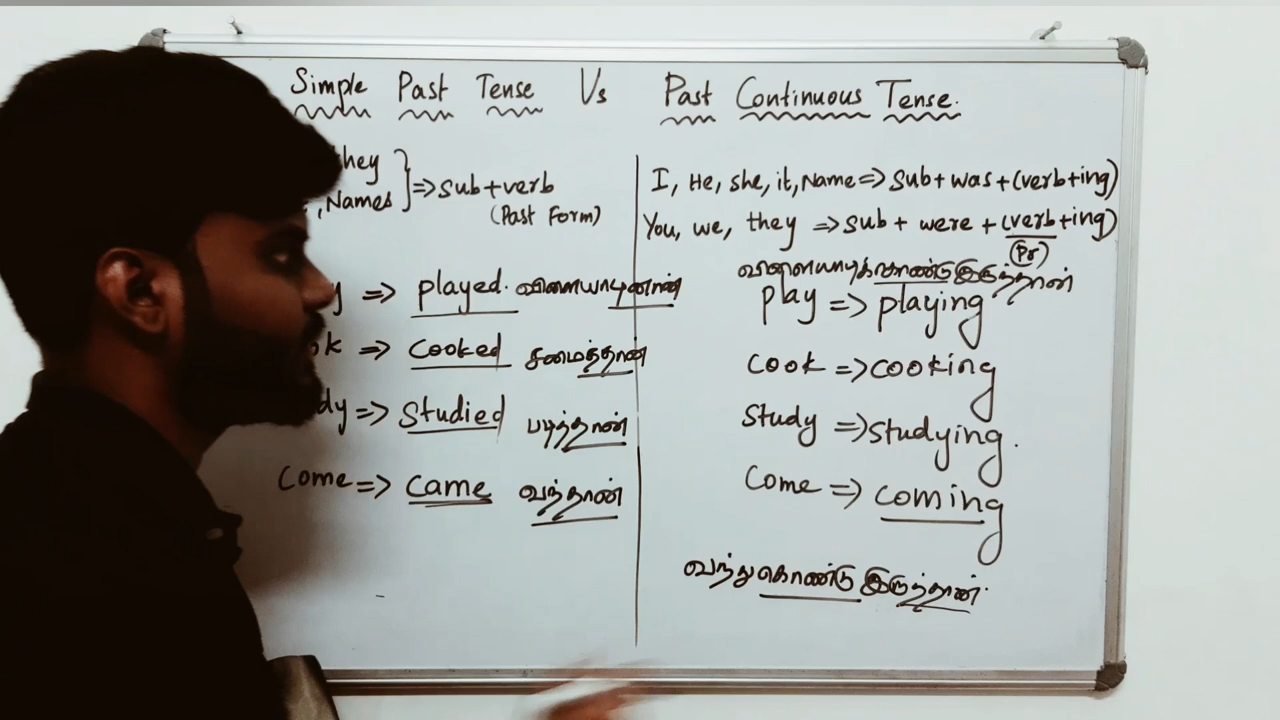 Simple Past Tense Vs Past Continuous Tense.
hey
, Names } => Sub+verb
(Past Form)
=> played. விளையாடினான்
k => Cooked சமைத்தான்
dy => Studied படித்தான்
Come => came வந்தான்
I, He, she, it, Name => Sub + was + (verb+ing)
You, we, they => sub + were + (verb+ing)
(Pr)
விளையாடிக்கொண்டு இருந்தான்
play => playing
cook => cooking
Study => studying.
Come => coming
வந்துகொண்டு இருந்தான்.